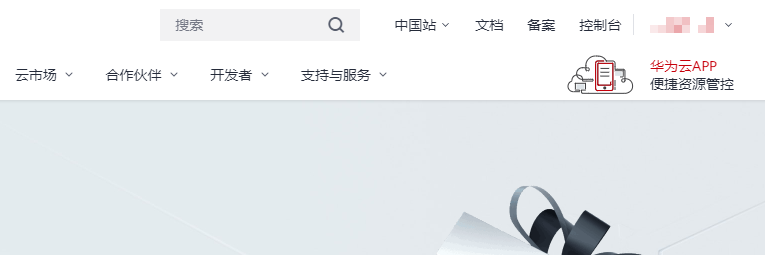 搜索 中国站 文档 备案 控制台
云市场 合作伙伴 开发者 支持与服务
华为云APP
便捷资源管控